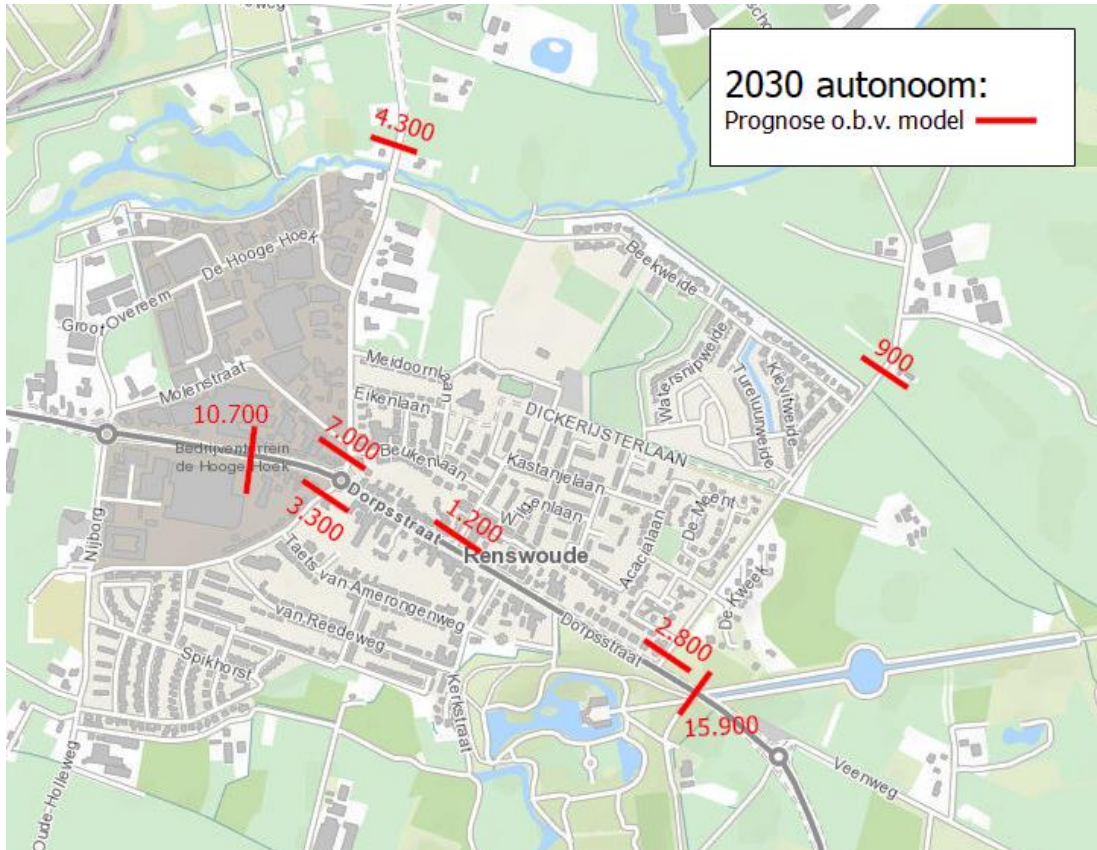 2030 autonoom:
Prognose o.b.v. model
4.300
De Hooge Hoek
Groot Overeem
Molenstraat
Beekweide
900
Meidoornlaan
Eikenlaan
Beukenlaan
DICKERIJSTERLAAN
Watersnipweide
Tureluurweide
Kievitweide
10.700
7.000
Bedrijventerrein
de Hooge Hoek
Kastanjelaan
Wilgenlaan
De Meent
Acacialaan
3.300
Dorpsstraat
1.200
Renswoude
Nijborg
Taets van Amerongenweg
van Reedeweg
Spikhorst
Kerkstraat
De Kweek
Dorpsstraat
2.800
15.900
Veenweg
Oude-Holleweg